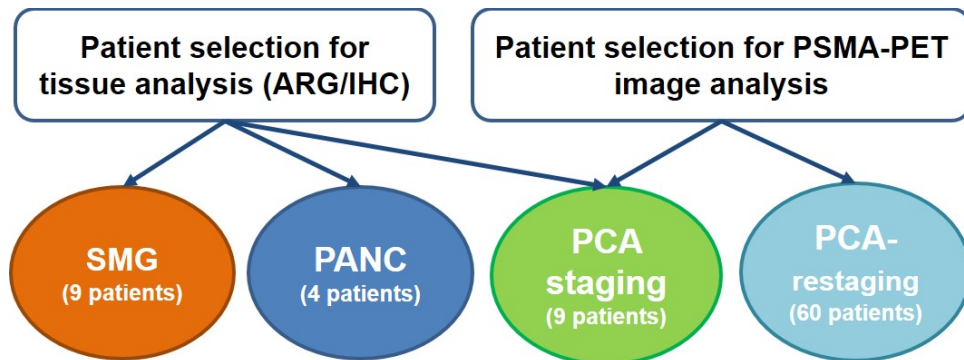 Patient selection for
tissue analysis (ARG/IHC)
Patient selection for PSMA-PET
image analysis
SMG
(9 patients)
PANC
(4 patients)
PCA
staging
(9 patients)
PCA-
restaging
(60 patients)